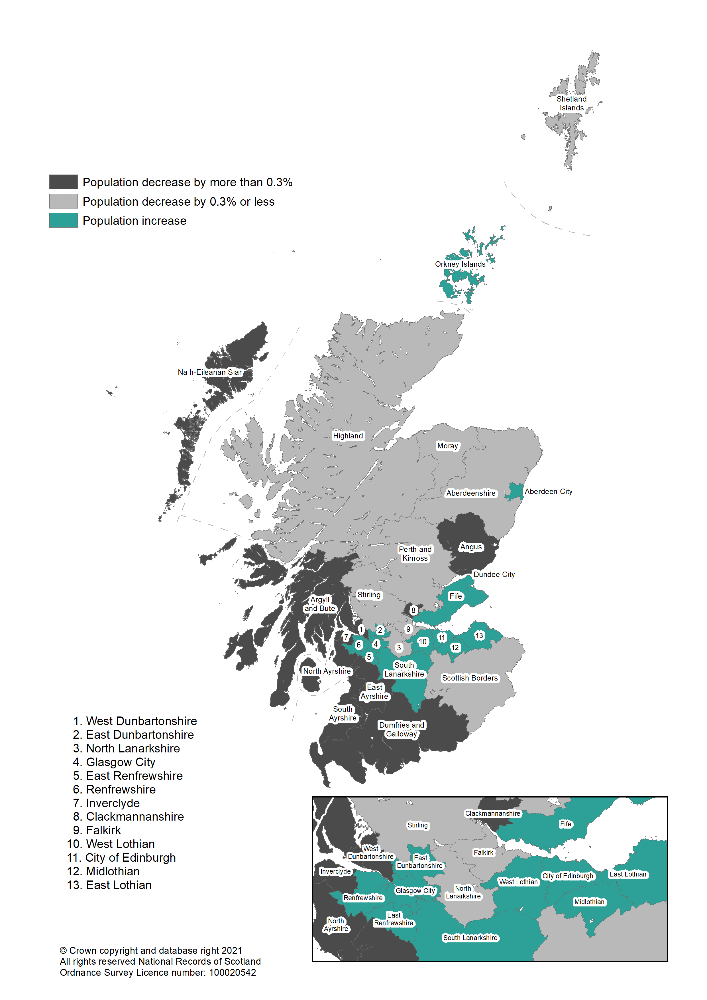 Shetland
Islands
Population decrease by more than 0.3%
Population decrease by 0.3% or less
Population increase
Orkney Islands
Na h-Eileanan Siar
Highland
Moray
Aberdeenshire
Aberdeen City
Angus
Perth and
Kinross
Dundee City
Fife
Stirling
Argyll
and Bute
8
1
2
9
7
6
4
3
10
11
12
13
5
North Ayrshire
South
Lanarkshire
Scottish Borders
East
Ayrshire
South
Ayrshire
Dumfries and
Galloway
1. West Dunbartonshire
2. East Dunbartonshire
3. North Lanarkshire
4. Glasgow City
5. East Renfrewshire
6. Renfrewshire
7. Inverclyde
8. Clackmannanshire
9. Falkirk
10. West Lothian
11. City of Edinburgh
12. Midlothian
13. East Lothian
Clackmannanshire
Stirling
Fife
West
Dunbartonshire
East
Dunbartonshire
Falkirk
Inverclyde
City of Edinburgh
East Lothian
West Lothian
Glasgow City
North
Lanarkshire
Renfrewshire
Midlothian
East
Renfrewshire
North
Ayrshire
South Lanarkshire
© Crown copyright and database right 2021
All rights reserved National Records of Scotland
Ordnance Survey Licence number: 100020542